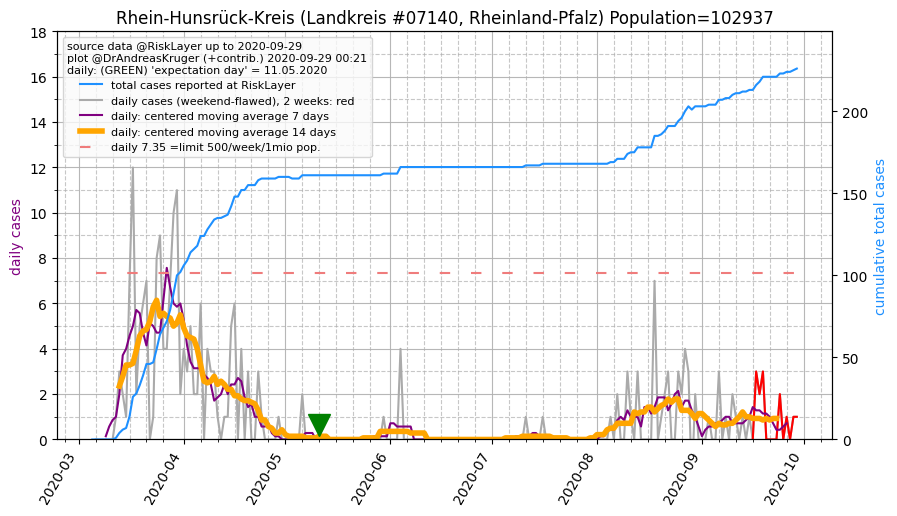 Rhein-Hunsrück-Kreis (Landkreis #07140, Rheinland-Pfalz) Population=102937
source data @RiskLayer up to 2020-09-29
plot @DrAndreasKruger (+contrib.) 2020-09-29 00:21
daily: (GREEN) 'expectation day' = 11.05.2020
total cases reported at RiskLayer
daily cases (weekend-flawed), 2 weeks: red
daily: centered moving average 7 days
daily: centered moving average 14 days
daily 7.35 =limit 500/week/1mio pop.
daily cases
18
16
14
12
10
8
6
4
2
0
cumulative total cases
200
150
100
50
0
2020-03
2020-04
2020-05
2020-06
2020-07
2020-08
2020-09
2020-10